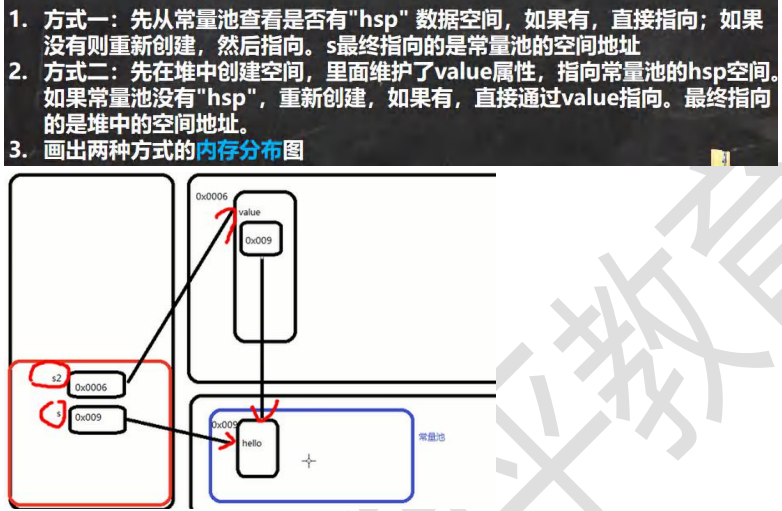 1. 方式一：先从常量池查看是否有"hsp" 数据空间，如果有，直接指向；如果
没有则重新创建，然后指向。s最终指向的是常量池的空间地址
2. 方式二：先在堆中创建空间，里面维护了value属性，指向常量池的hsp空间。
如果常量池没有"hsp"，重新创建，如果有，直接通过value指向。最终指向
的是堆中的空间地址。
3. 画出两种方式的内存分布图
0x0006
value
0x009
s2
0x0006
s
0x009
0x009
hello
常量池
平教育